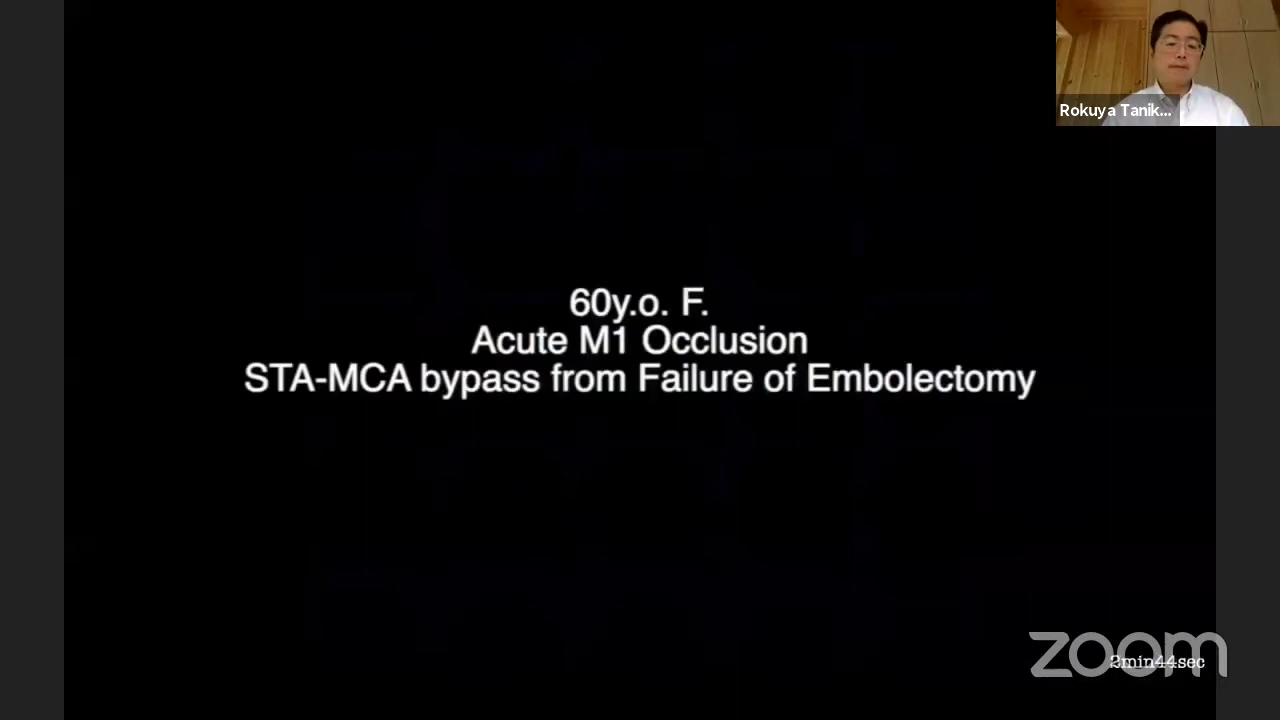 Rokuya Tanik...
60y.o. F.
Acute M1 Occlusion
STA-MCA bypass from Failure of Embolectomy
zoom
2min44sec